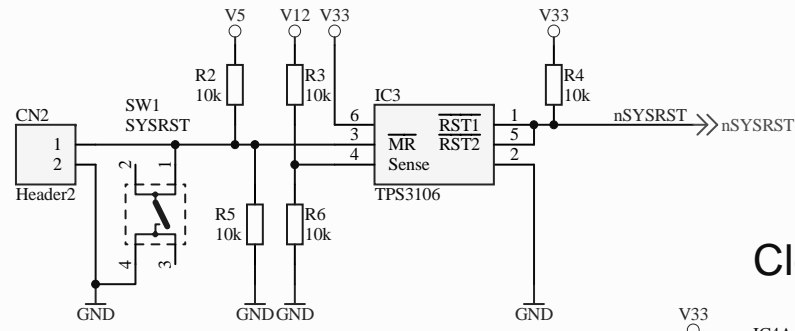 V5
V12
V33
V33
R2
10k
R3
10k
R4
10k
IC3
SW1
SYSRST
CN2
1
2
Header2
6
3
4
MR
Sense
RST1
RST2
1
5
2
TPS3106
nSYSRST
nSYSRST
2
1
4
3
R5
10k
R6
10k
GND
GND
GND
GND
Cl
V33